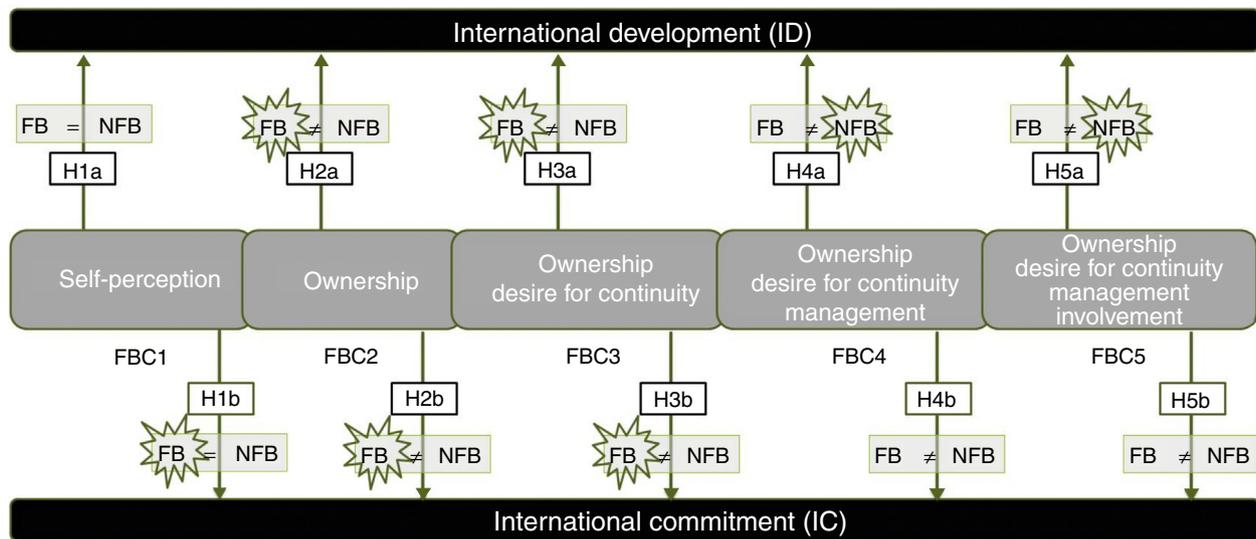 International development (ID)
FB = NFB
FB ≠ NFB
FB ≠ NFB
FB ≠ NFB
FB ≠ NFB
H1a
H2a
H3a
H4a
H5a
Self-perception
Ownership
Ownership
desire for continuity
Ownership
desire for continuity
management
Ownership
desire for continuity
management
involvement
FBC1
FBC2
FBC3
FBC4
FBC5
H1b
H2b
H3b
H4b
H5b
FB = NFB
FB ≠ NFB
FB ≠ NFB
FB ≠ NFB
FB ≠ NFB
International commitment (IC)